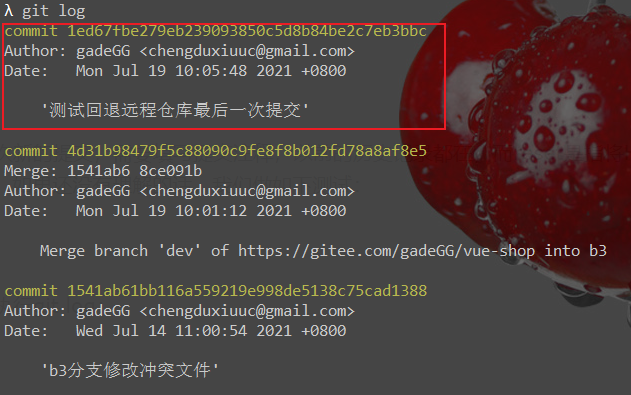 λ git log
commit 1ed67fbe279eb239093850c5d8b84be2c7eb3bbc
Author: gadeGG <chengduxiuuc@gmail.com>
Date:   Mon Jul 19 10:05:48 2021 +0800
'测试回退远程仓库最后一次提交'
commit 4d31b98479f5c88090c9fe8f8b012fd78a8af8e5
Merge: 1541ab6 8ce091b
Author: gadeGG <chengduxiuuc@gmail.com>
Date:   Mon Jul 19 10:01:12 2021 +0800
Merge branch 'dev' of https://gitee.com/gadeGG/vue-shop into b3
commit 1541ab61bb116a559219e998de5138c75cad1388
Author: gadeGG <chengduxiuuc@gmail.com>
Date:   Wed Jul 14 11:00:54 2021 +0800
'b3分支修改冲突文件'